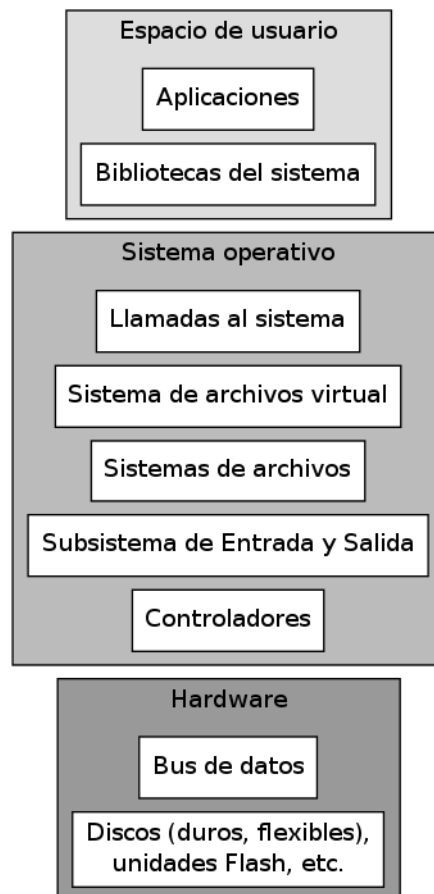 Espacio de usuario
Aplicaciones
Bibliotecas del sistema
Sistema operativo
Llamadas al sistema
Sistema de archivos virtual
Sistemas de archivos
Subsistema de Entrada y Salida
Controladores
Hardware
Bus de datos
Discos (duros, flexibles),
unidades Flash, etc.